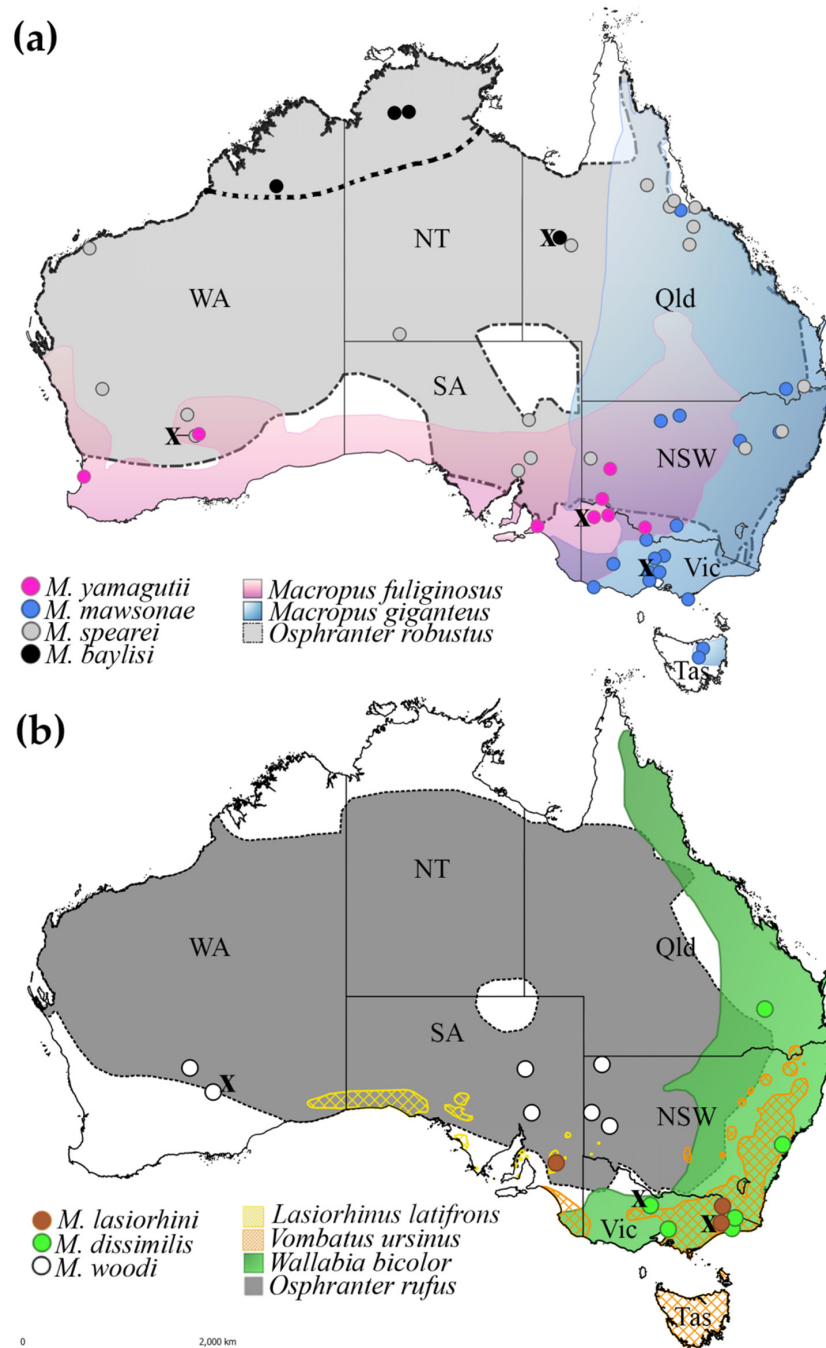 (a)
NT
X
WA
Qld
SA
X
NSW
X
X
Vic
M. yamagutii
M. mawsonae
M. spearei
M. baylisi
Macropus fuliginosus
Macropus giganteus
Osphranter robustus
Tas
(b)
NT
WA
Qld
SA
X
NSW
X
Vic
X
M. lasiorhini
M. dissimilis
M. woodi
Lasiorhinus latifrons
Vombatus ursinus
Wallabia bicolor
Osphranter rufus
Tas
0 2,000 km